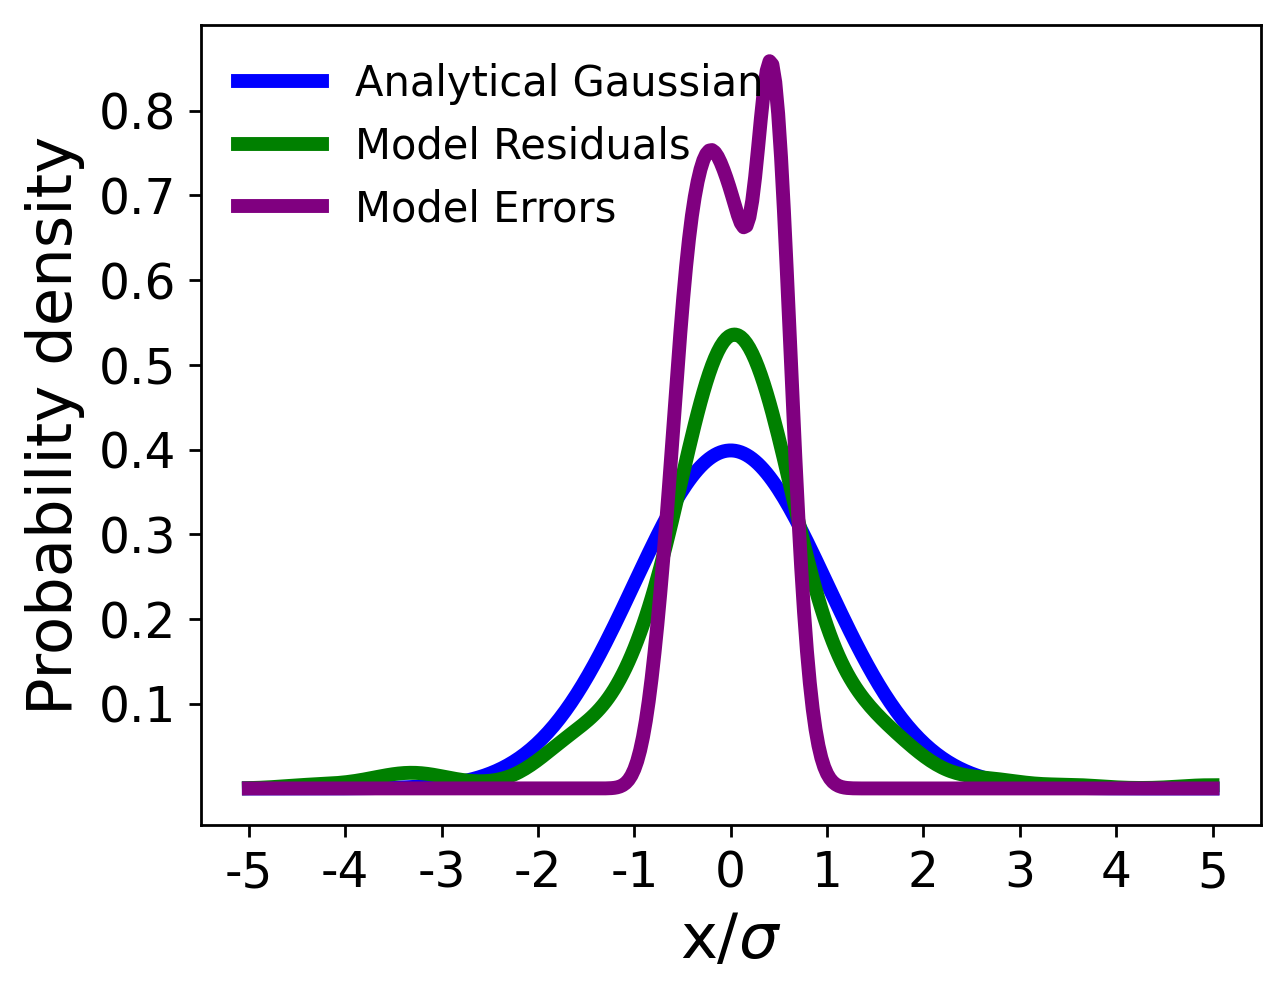 Analytical Gaussian
Model Residuals
Model Errors
Probability density
0.8
0.7
0.6
0.5
0.4
0.3
0.2
0.1
-5 -4 -3 -2 -1 0 1 2 3 4 5
x/σ